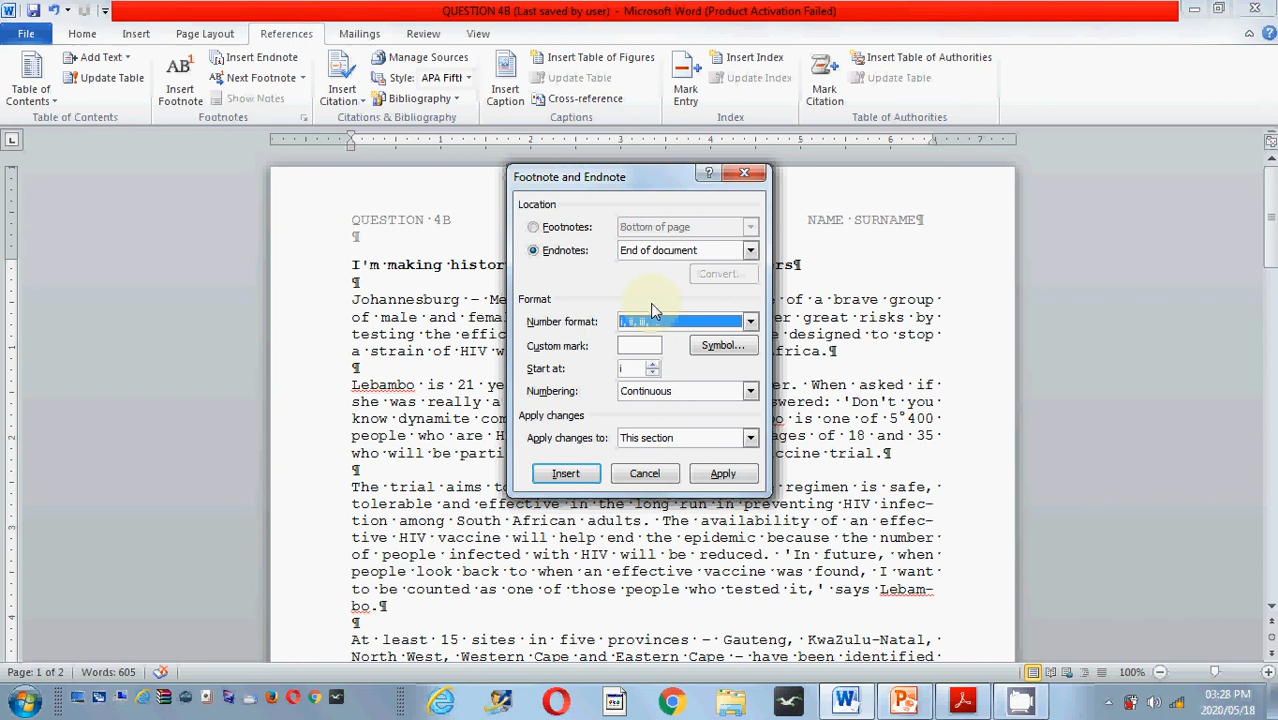 QUESTION 4B (Last saved by user) - Microsoft Word (Product Activation Failed)
File Home Insert Page Layout References Mailings Review View
Table of Contents
Add Text
Update Table
Table of Contents
AB1
Insert Footnote
Insert Endnote
Next Footnote
Show Notes
Footnotes
Insert Citation
Manage Sources
Style: APA Fifth
Bibliography
Citations & Bibliography
Insert Caption
Insert Table of Figures
Update Table
Cross-reference
Captions
Mark Entry
Insert Index
Update Index
Index
Mark Citation
Insert Table of Authorities
Update Table
Table of Authorities
QUESTION·4B
NAME·SURNAME¶
¶
I'm·making·histor
rs¶
¶
Johannesburg·–·Me
e·of·a·brave·group
of·male·and·fema
great·risks·by
testing·the·effic
designed·to·stop
a·strain·of·HIV·w
frica.¶
¶
Lebambo·is·21·ye
er.·When·asked·if
she·was·really·a
swered:·'Don't·you
know·dynamite·com
bo·is·one·of·5°400
people·who·are·H
ages·of·18·and·35
who·will·be·part
ccine·trial.¶
¶
The·trial·aims·to
regimen·is·safe,
tolerable·and·effective·in·the·long·run·in·preventing·HIV·infec-
tion·among·South·African·adults.·The·availability·of·an·effec-
tive·HIV·vaccine·will·help·end·the·epidemic·because·the·number
of·people·infected·with·HIV·will·be·reduced.·'In·future,·when
people·look·back·to·when·an·effective·vaccine·was·found,·I·want
to·be·counted·as·one·of·those·people·who·tested·it,'·says·Lebam-
bo.¶
¶
At·least·15·sites·in·five·provinces·–·Gauteng,·KwaZulu-Natal,
North·West,·Western·Cape·and·Eastern·Cape·–·have·been·identified
Footnote and Endnote
Location
Footnotes: Bottom of page
Endnotes: End of document
Convert...
Format
Number format: i, ii, iii, ...
Custom mark: Symbol...
Start at: i
Numbering: Continuous
Apply changes
Apply changes to: This section
Insert Cancel Apply
Page: 1 of 2 Words: 605 100%
03:28 PM
2020/05/18